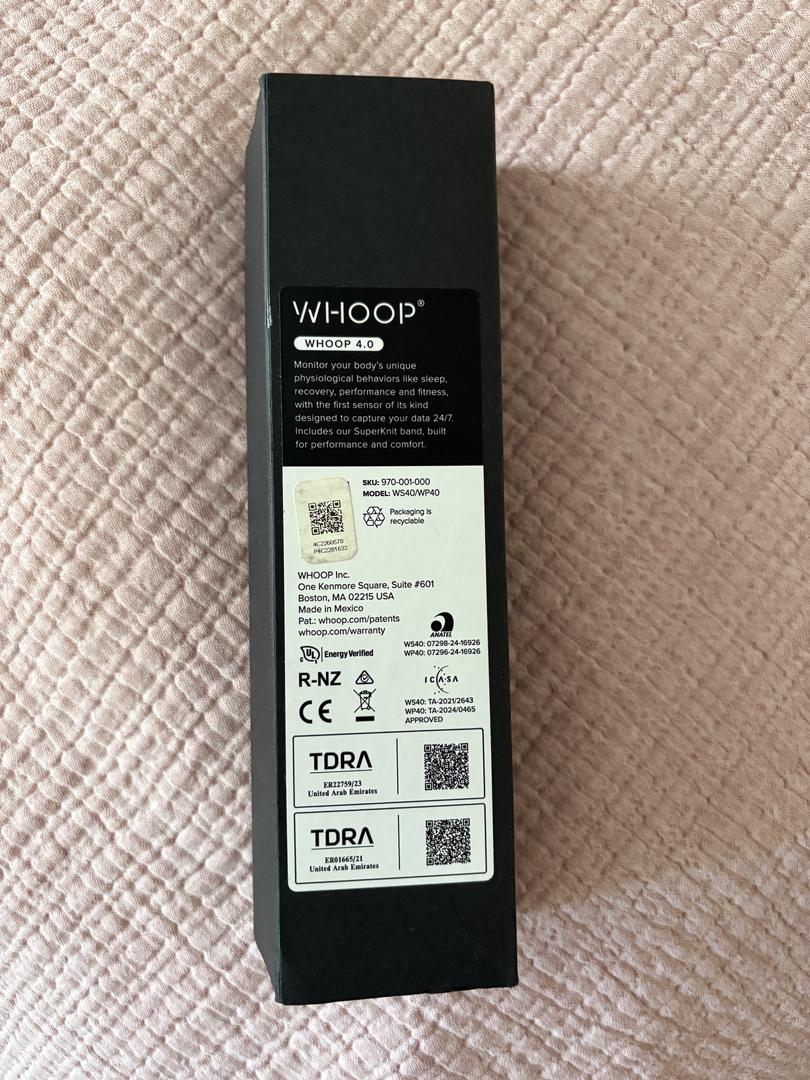 WHOOP®
WHOOP 4.0
Monitor your body's unique
physiological behaviors like sleep,
recovery, performance and fitness,
with the first sensor of its kind
designed to capture your data 24/7.
Includes our SuperKnit band, built
for performance and comfort.
SKU: 970-001-000
MODEL: WS40/WP40
Packaging is
recyclable
4C2260578
P4C2281633
WHOOP Inc.
One Kenmore Square, Suite #601
Boston, MA 02215 USA
Made in Mexico
Pat.: whoop.com/patents
whoop.com/warranty
ANATEL
WS40: 07298-24-16926
WP40: 07296-24-16926
c UL Energy Verified
R-NZ
ICASA
WS40: TA-2021/2643
WP40: TA-2024/0465
APPROVED
CE
TDRA
ER22759/23
United Arab Emirates
TDRA
ER01665/21
United Arab Emirates